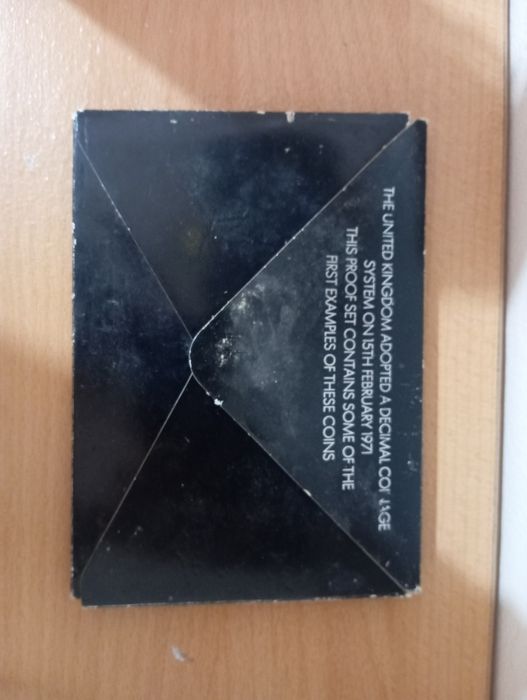 THE UNITED KINGDOM ADOPTED A DECIMAL COINAGE
SYSTEM ON 15TH FEBRUARY 1971
THIS PROOF SET CONTAINS SOME OF THE
FIRST EXAMPLES OF THESE COINS